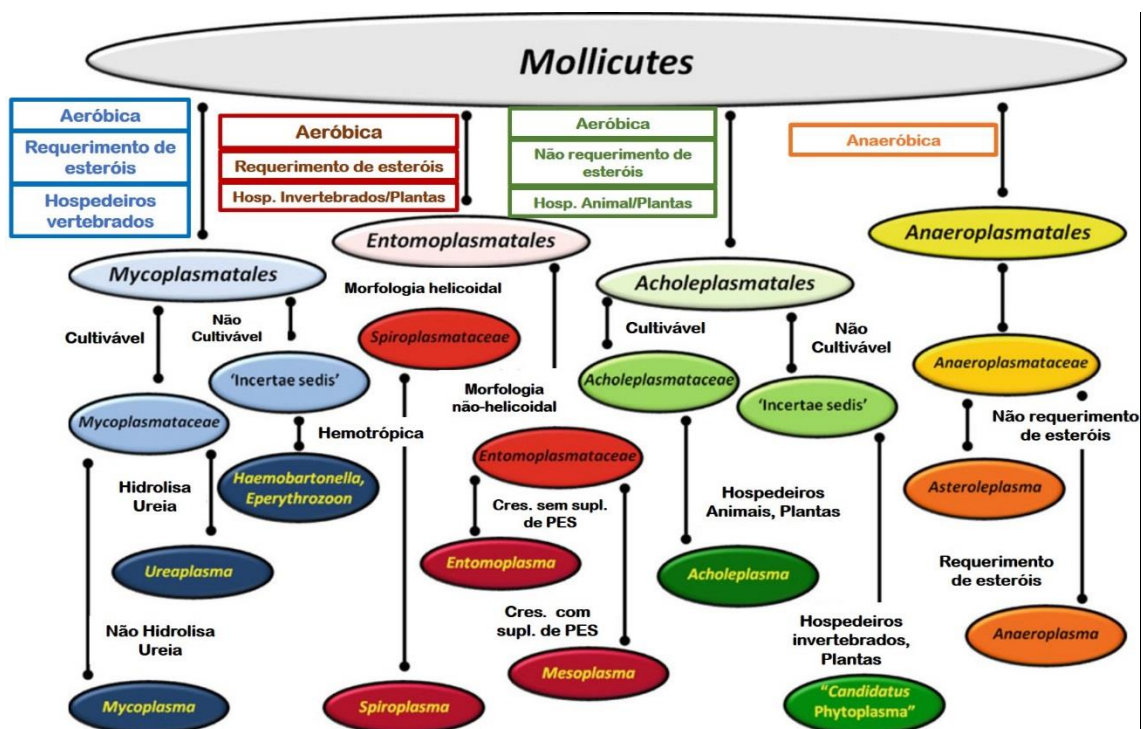 Mollicutes
Aeróbica
Requerimento de
esteróis
Hospedeiros
vertebrados
Aeróbica
Requerimento de esteróis
Hosp. Invertebrados/Plantas
Aeróbica
Não requerimento de
esteróis
Hosp. Animal/Plantas
Anaeróbica
Mycoplasmatales
Entomoplasmatales
Acholeplasmatales
Anaeroplasmatales
Cultivável
Não
Cultivável
Morfologia helicoidal
Cultivável
Não
Cultivável
Mycoplasmataceae
'Incertae sedis'
Spiroplasmataceae
Morfologia
não-helicoidal
Acholeplasmataceae
'Incertae sedis'
Anaeroplasmataceae
Hemotrópica
Não requerimento
de esteróis
Hidrolisa
Ureia
Haemobartonella,
Eperythrozoon
Entomoplasmataceae
Cres. sem supl.
de PES
Hospedeiros
Animais, Plantas
Asteroleplasma
Ureaplasma
Entomoplasma
Acholeplasma
Requerimento
de esteróis
Não Hidrolisa
Ureia
Cres. com
supl. de PES
Hospedeiros
invertebrados,
Plantas
Anaeroplasma
Mycoplasma
Spiroplasma
Mesoplasma
"Candidatus
Phytoplasma"